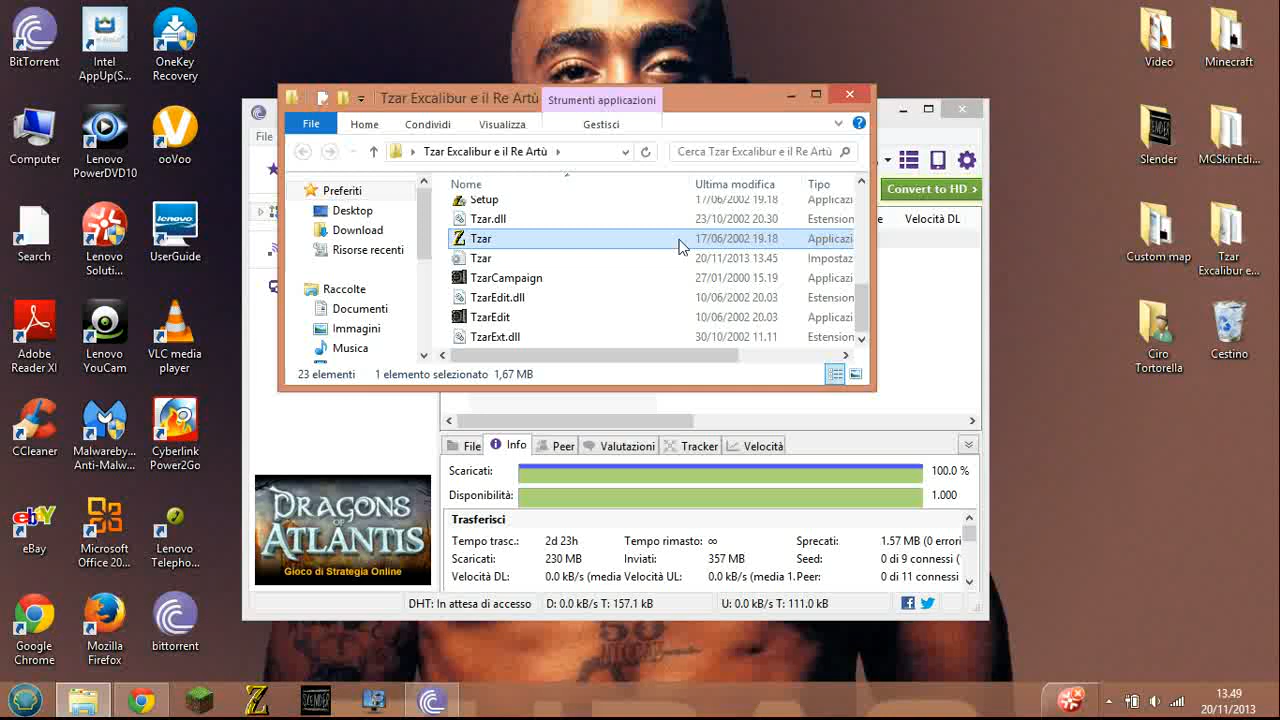 BitTorrent
Intel
AppUp(S...
OneKey
Recovery
Computer
Lenovo
PowerDVD10
ooVoo
Search
Lenovo
Soluti...
UserGuide
Adobe
Reader XI
Lenovo
YouCam
VLC media
player
CCleaner
Malwareby...
Anti-Malw...
Cyberlink
Power2Go
eBay
Microsoft
Office 20...
Lenovo
Telepho...
Google
Chrome
Mozilla
Firefox
bittorrent
Tzar Excalibur e il Re Artù
Strumenti applicazioni
File
Home
Condividi
Visualizza
Gestisci
Tzar Excalibur e il Re Artù
Cerca Tzar Excalibur e il Re Artù
Preferiti
Desktop
Download
Risorse recenti
Raccolte
Documenti
Immagini
Musica
Nome Ultima modifica Tipo
Setup 17/06/2002 19.18 Applicazi
Tzar.dll 23/10/2002 20.30 Estension
Tzar 17/06/2002 19.18 Applicazi
Tzar 20/11/2013 13.45 Impostaz
TzarCampaign 27/01/2000 15.19 Applicazi
TzarEdit.dll 10/06/2002 20.03 Estension
TzarEdit 10/06/2002 20.03 Applicazi
TzarExt.dll 30/10/2002 11.11 Estension
23 elementi 1 elemento selezionato 1,67 MB
File
Convert to HD >
e Velocità DL
File Info Peer Valutazioni Tracker Velocità
Scaricati: 100.0 %
Disponibilità: 1.000
Trasferisci
Tempo trasc.: 2d 23h Tempo rimasto: ∞ Sprecati: 1.57 MB (0 errori
Scaricati: 230 MB Inviati: 357 MB Seed: 0 di 9 connessi (
Velocità DL: 0.0 kB/s (media Velocità UL: 0.0 kB/s (media 1. Peer: 0 di 11 connessi
DRAGONS
OF
ATLANTIS
Gioco di Strategia Online
DHT: In attesa di accesso D: 0.0 kB/s T: 157.1 kB U: 0.0 kB/s T: 111.0 kB
Video
Minecraft
Slender
MCSkinEdi...
Custom map
Tzar
Excalibur e...
Ciro
Tortorella
Cestino
13.49
20/11/2013